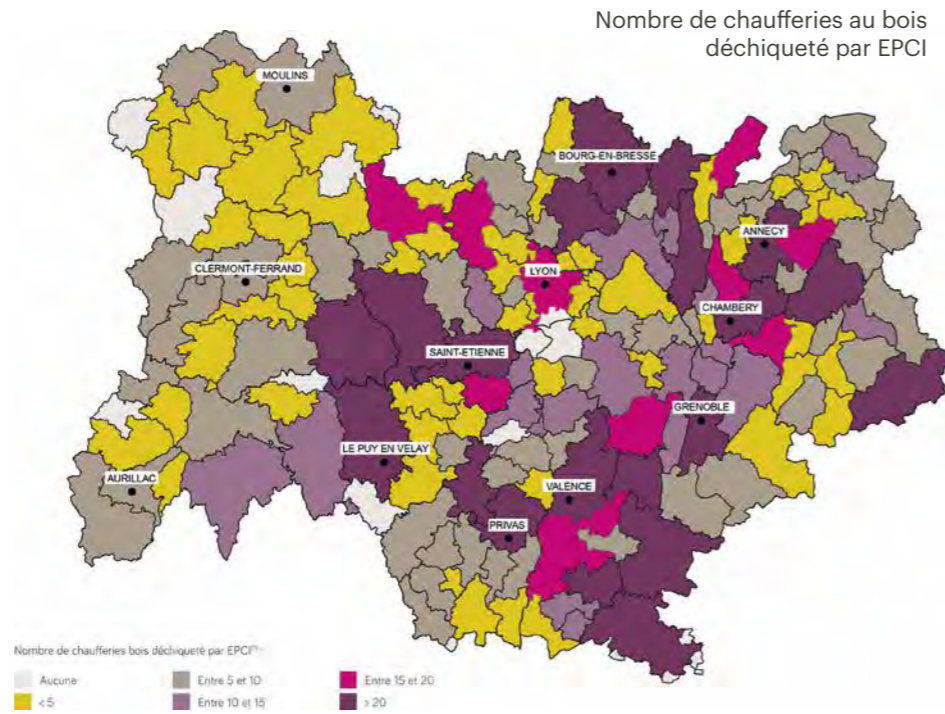 Nombre de chaufferies au bois
déchiqueté par EPCI
MOULINS
BOURG-EN-BRESSE
ANNECY
CLERMONT-FERRAND
LYON
CHAMBERY
SAINT-ETIENNE
GRENOBLE
LE PUY EN VELAY
AURILLAC
VALENCE
PRIVAS
Nombre de chaufferies bois déchiqueté par EPCI
Aucune
Entre 5 et 10
Entre 15 et 20
< 5
Entre 10 et 15
> 20